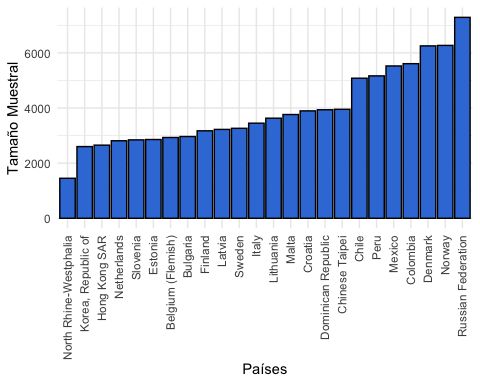 Tamaño Muestral
6000
4000
2000
0
North Rhine-Westphalia
Korea, Republic of
Hong Kong SAR
Netherlands
Slovenia
Estonia
Belgium (Flemish)
Bulgaria
Finland
Latvia
Sweden
Italy
Lithuania
Malta
Croatia
Dominican Republic
Chinese Taipei
Chile
Peru
Mexico
Colombia
Denmark
Norway
Russian Federation
Países